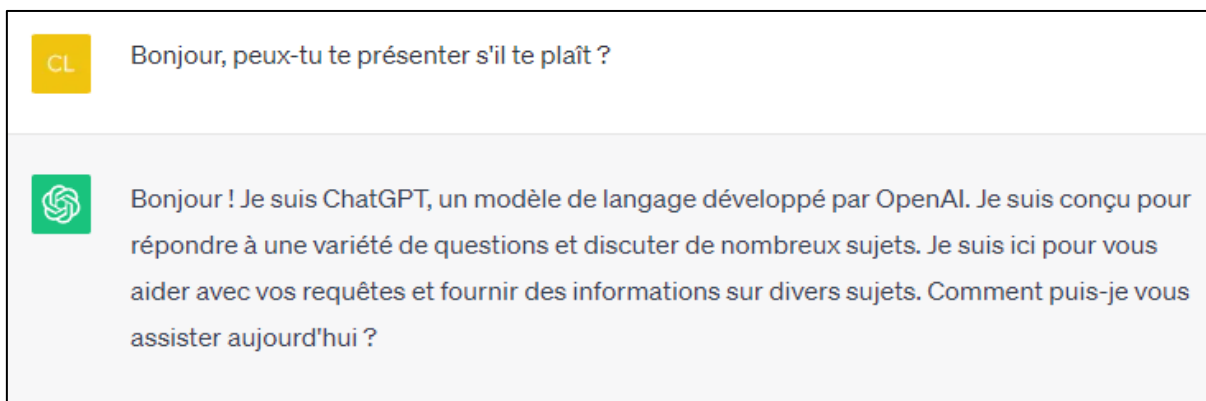 CL
Bonjour, peux-tu te présenter s'il te plaît ?
Bonjour ! Je suis ChatGPT, un modèle de langage développé par OpenAI. Je suis conçu pour
répondre à une variété de questions et discuter de nombreux sujets. Je suis ici pour vous
aider avec vos requêtes et fournir des informations sur divers sujets. Comment puis-je vous
assister aujourd'hui ?